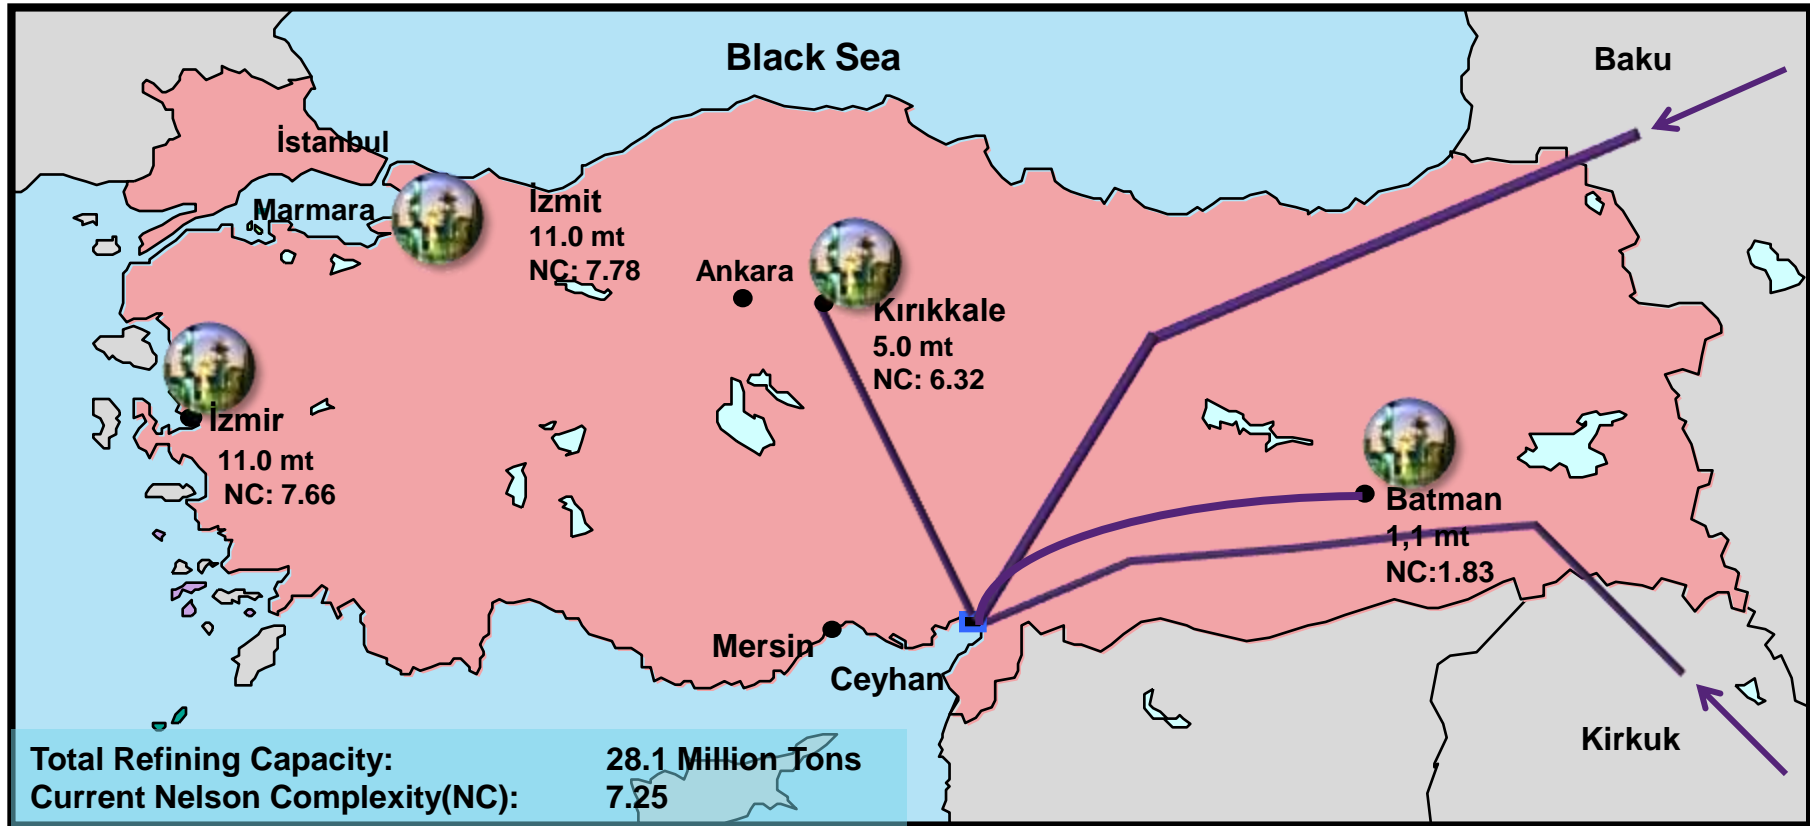 Black Sea
Baku
İstanbul
Marmara
İzmit
11.0 mt
NC: 7.78
Ankara
Kırıkkale
5.0 mt
NC: 6.32
İzmir
11.0 mt
NC: 7.66
Batman
1,1 mt
NC:1.83
Mersin
Ceyhan
Kirkuk
Total Refining Capacity: 28.1 Million Tons
Current Nelson Complexity(NC): 7.25